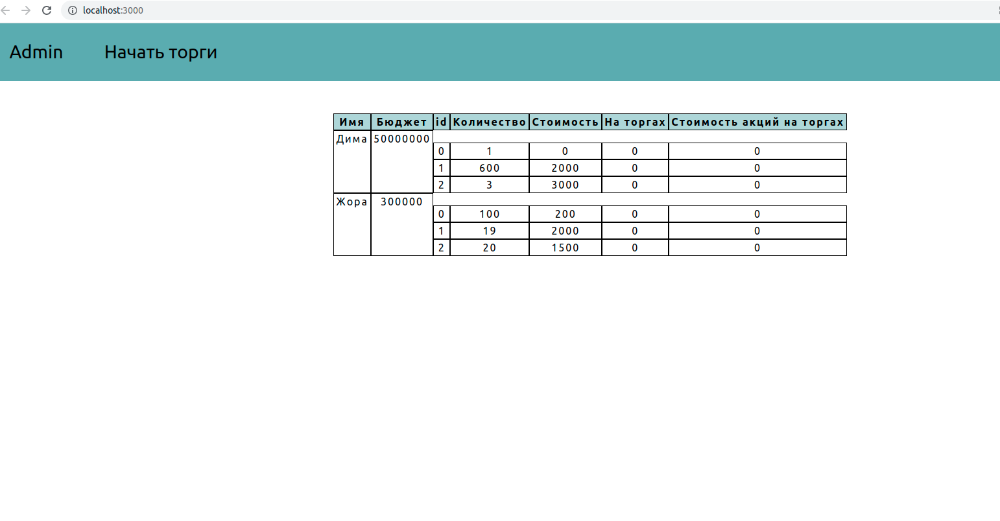 localhost:3000
Admin Начать торги
Имя Бюджет id Количество Стоимость На торгах Стоимость акций на торгах
Дима 50000000
0 1 0 0 0
1 600 2000 0 0
2 3 3000 0 0
Жора 300000
0 100 200 0 0
1 19 2000 0 0
2 20 1500 0 0